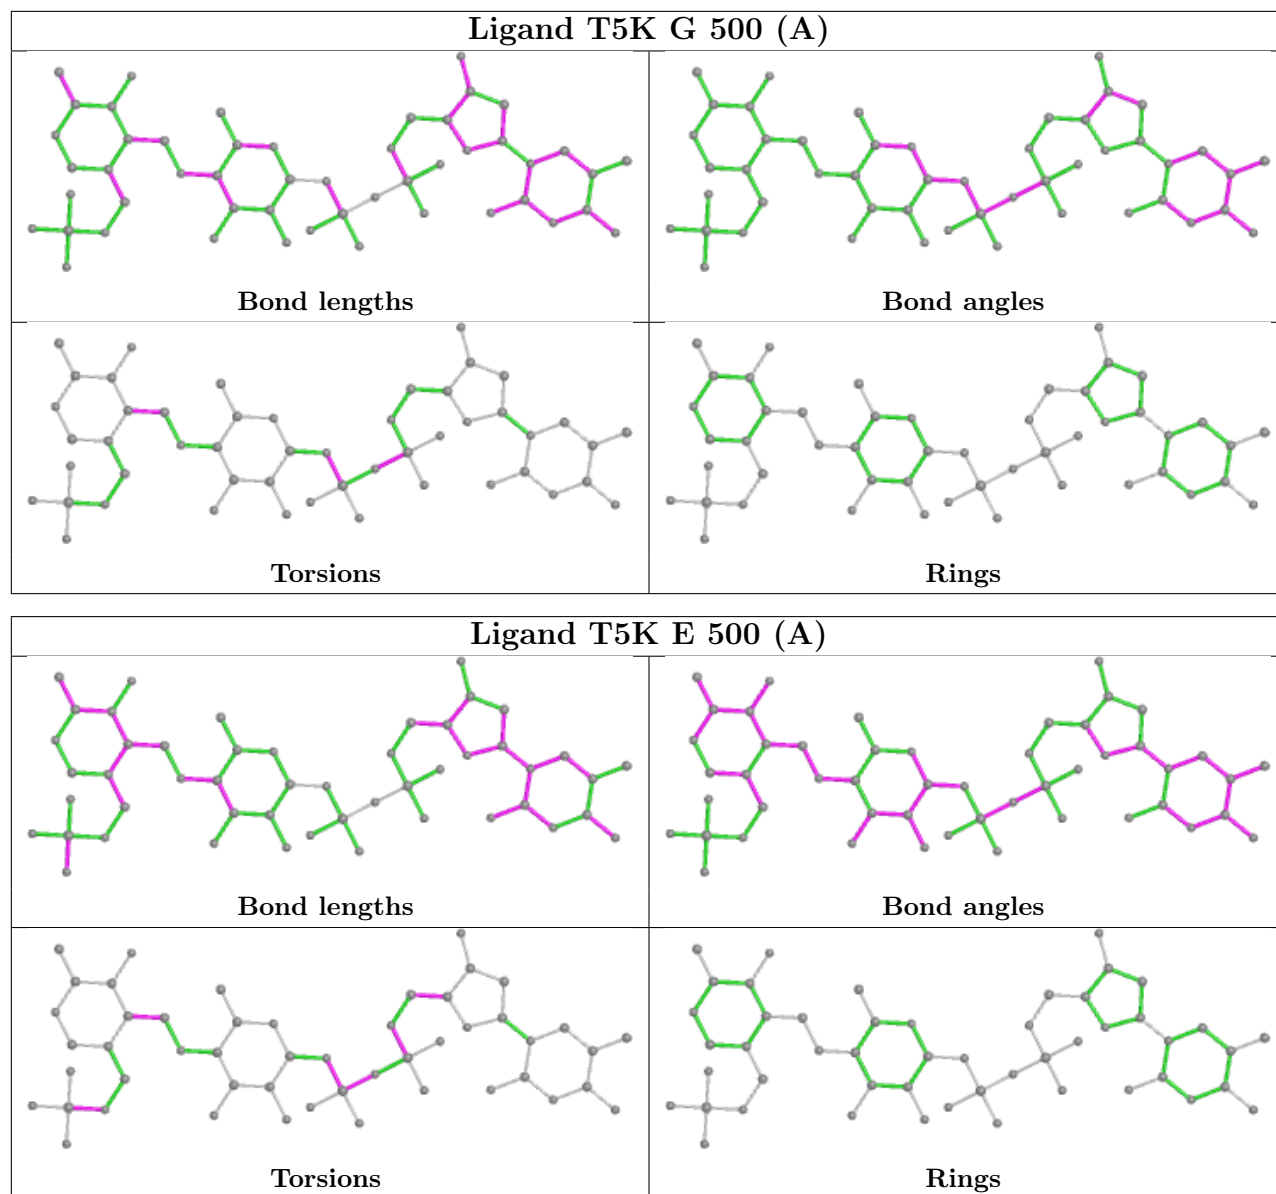 Ligand T5K G 500 (A)
Bond lengths
Bond angles
Torsions
Rings
Ligand T5K E 500 (A)
Bond lengths
Bond angles
Torsions
Rings